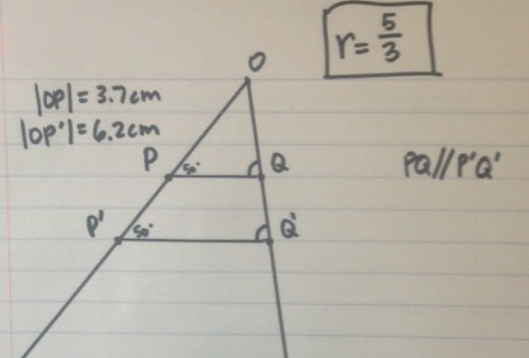 r = 5/3
O
|OP| = 3.7cm
|OP'| = 6.2cm
P 50° Q
PQ//P'Q'
P' 50° Q'